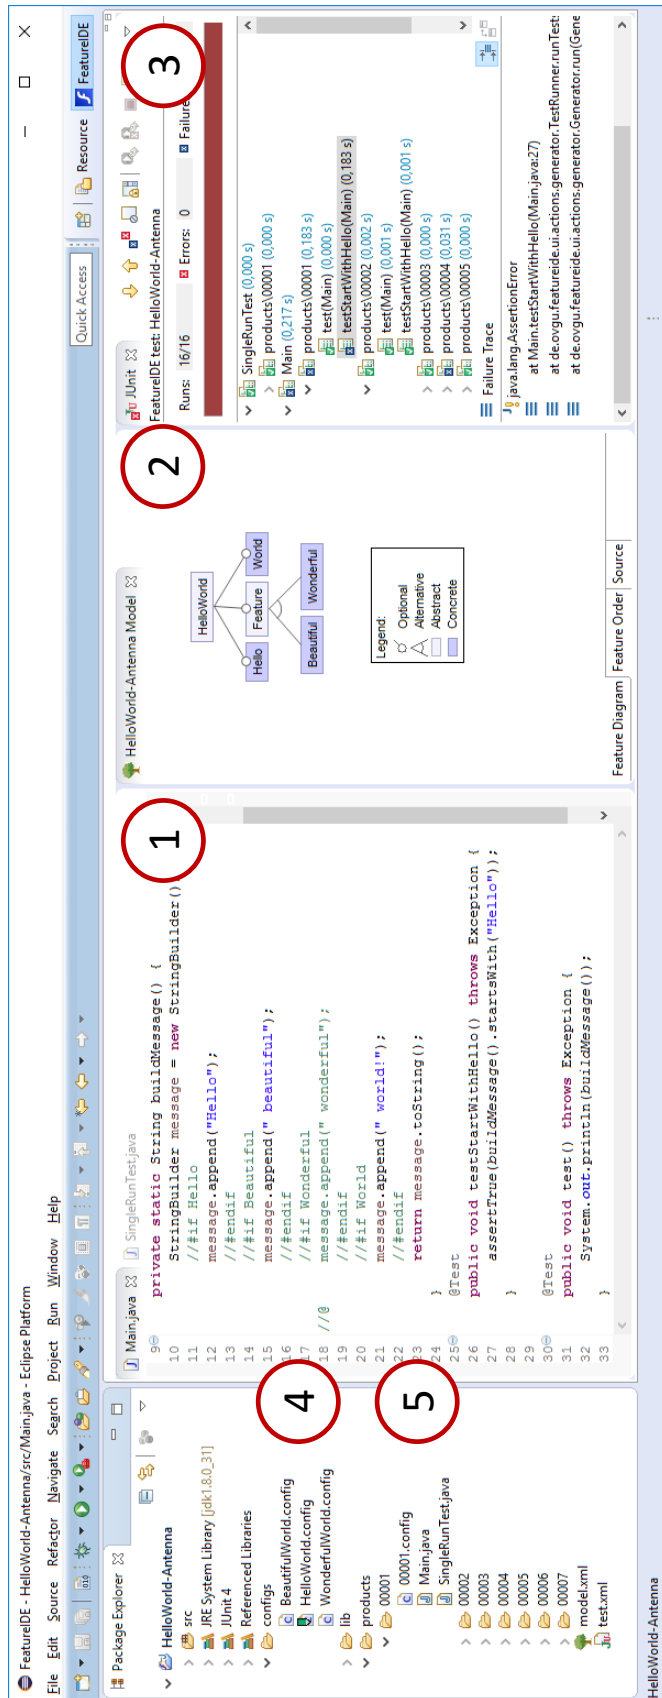 FeatureIDE - HelloWorld-Antenna/src/Main.java - Eclipse Platform
File Edit Source Refactor Navigate Search Project Run Window Help
Quick Access
Resource
FeatureIDE
Package Explorer
HelloWorld-Antenna
src
JRE System Library [jdk1.8.0_31]
JUnit 4
Referenced Libraries
configs
BeautifulWorld.config
HelloWorld.config
WonderfulWorld.config
lib
products
00001
00001.config
Main.java
SingleRunTest.java
00002
00003
00004
00005
00006
00007
model.xml
test.xml
4
5
Main.java
SingleRunTest.java
1
9 private static String buildMessage() {
10 StringBuilder message = new StringBuilder()
11 //#if Hello
12 message.append("Hello");
13 //#endif
14 //#if Beautiful
15 message.append(" beautiful");
16 //#endif
17 //#if Wonderful
18 //@ message.append(" wonderful");
19 //#endif
20 //#if World
21 message.append(" world!");
22 //#endif
23 return message.toString();
24 }
25 @Test
26 public void testStartWithHello() throws Exception {
27 assertTrue(buildMessage().startsWith("Hello"));
28 }
29
30 @Test
31 public void test() throws Exception {
32 System.out.println(buildMessage());
33 }
HelloWorld-Antenna Model
2
HelloWorld
Hello
Feature
World
Beautiful
Wonderful
Legend:
Optional
Alternative
Abstract
Concrete
Feature Diagram
Feature Order
Source
JUnit
3
FeatureIDE test: HelloWorld-Antenna
Runs: 16/16
Errors: 0
Failure
SingleRunTest (0,000 s)
products\00001 (0,000 s)
Main (0,217 s)
products\00001 (0,183 s)
test(Main) (0,000 s)
testStartWithHello(Main) (0,183 s)
products\00002 (0,002 s)
test(Main) (0,001 s)
testStartWithHello(Main) (0,001 s)
products\00003 (0,000 s)
products\00004 (0,031 s)
products\00005 (0,000 s)
Failure Trace
java.lang.AssertionError
at Main.testStartWithHello(Main.java:27)
at de.ovgu.featureide.ui.actions.generator.TestRunner.runTest:
at de.ovgu.featureide.ui.actions.generator.Generator.run(Gene
HelloWorld-Antenna